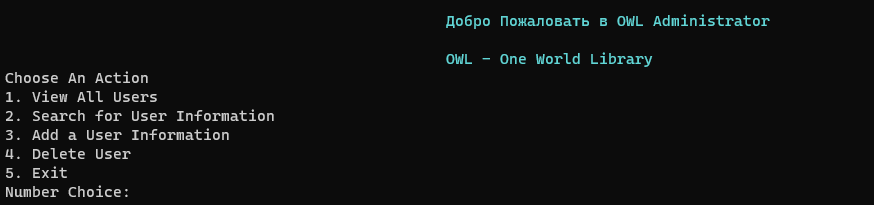 Добро Пожаловать в OWL Administrator
OWL - One World Library
Choose An Action
1. View All Users
2. Search for User Information
3. Add a User Information
4. Delete User
5. Exit
Number Choice: